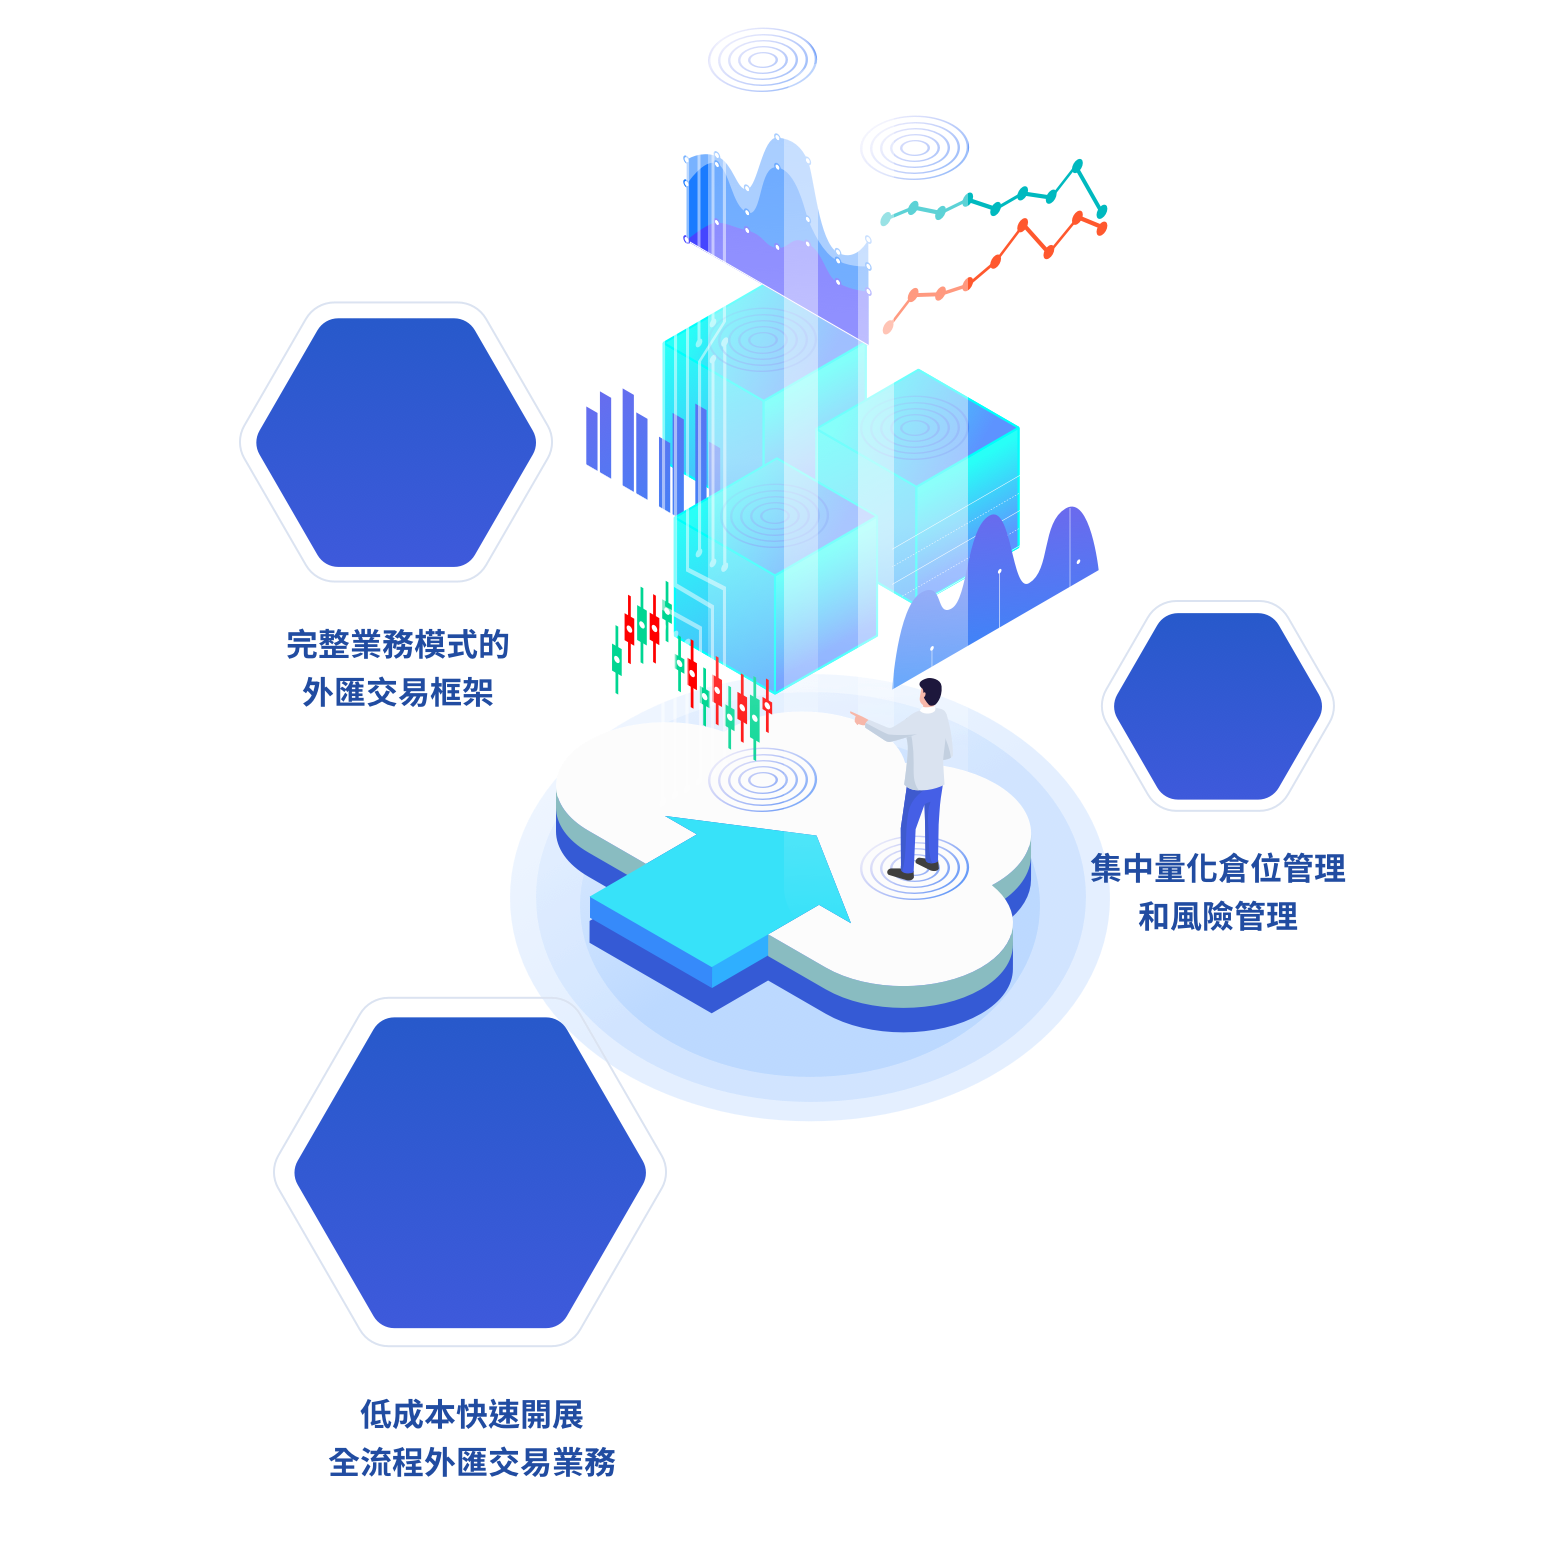 完整業務模式的
外匯交易框架
集中量化倉位管理
和風險管理
低成本快速開展
全流程外匯交易業務